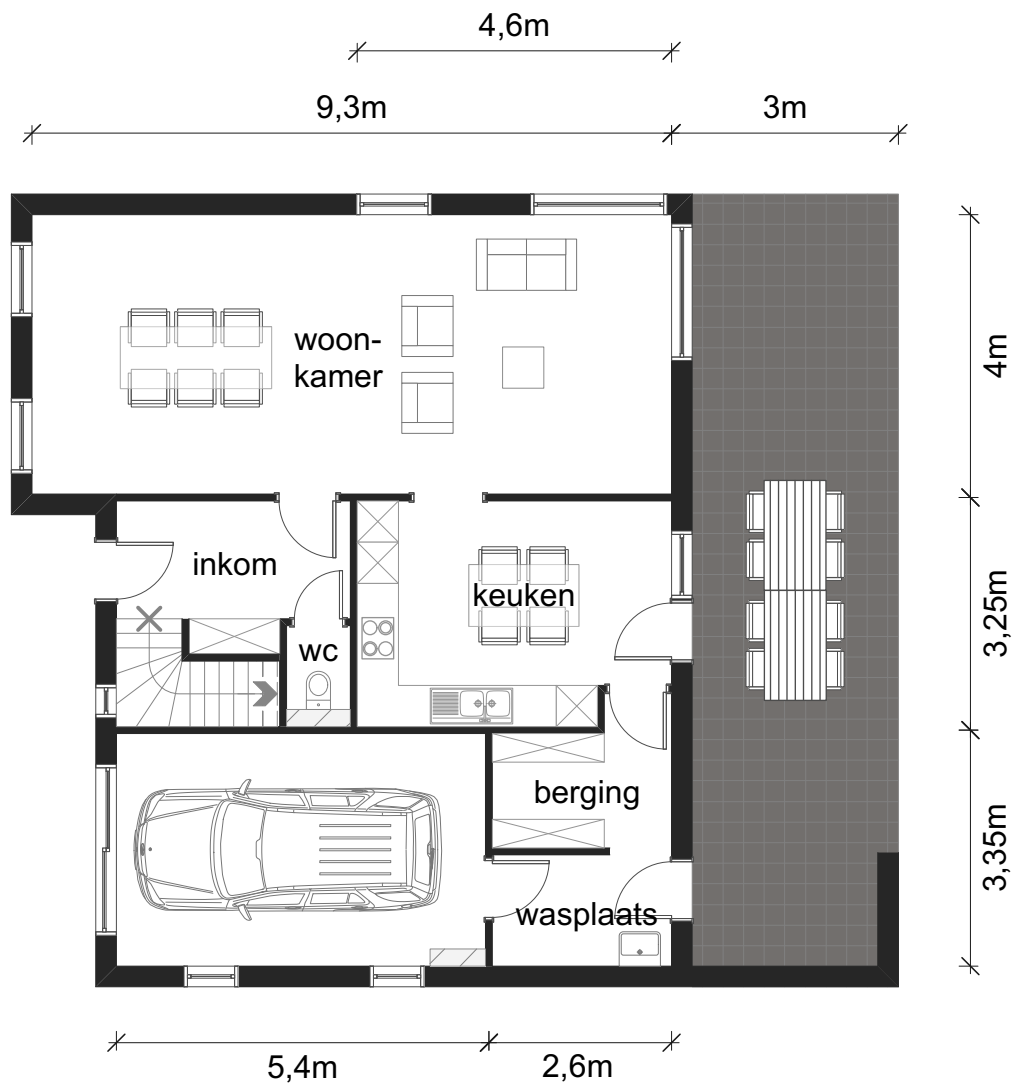 4,6m
9,3m
3m
woon-
kamer
4m
inkom
keuken
3,25m
wc
berging
3,35m
wasplaats
5,4m
2,6m